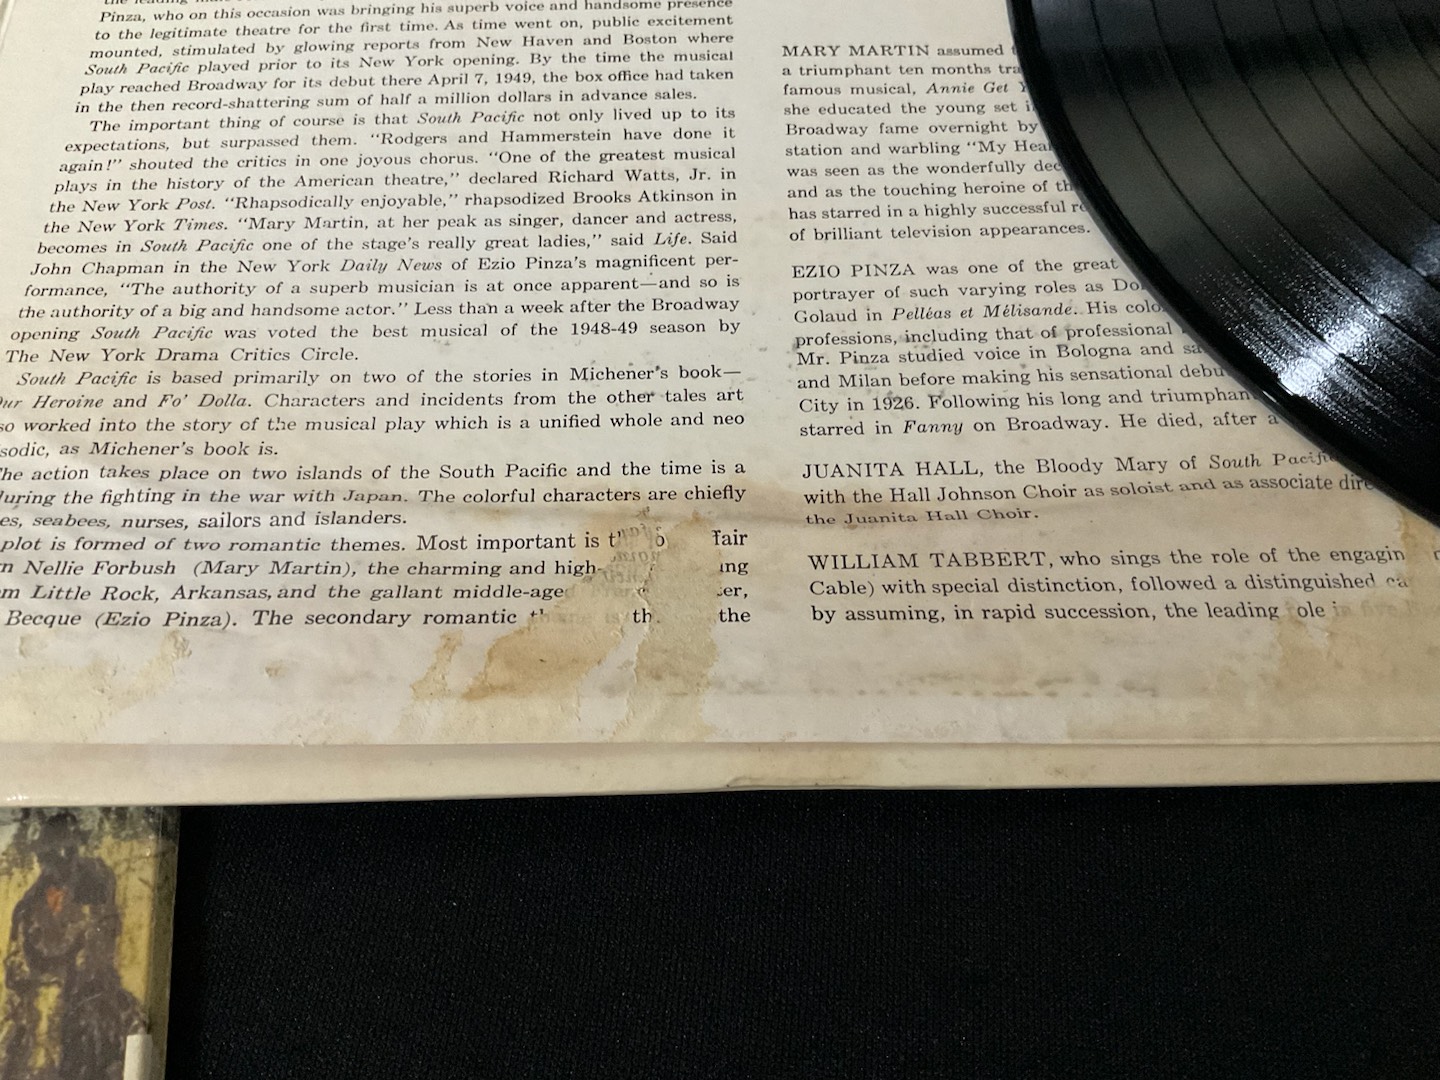 Pinza, who on this occasion was bringing his superb voice and handsome presence
to the legitimate theatre for the first time. As time went on, public excitement
mounted, stimulated by glowing reports from New Haven and Boston where
South Pacific played prior to its New York opening. By the time the musical
play reached Broadway for its debut there April 7, 1949, the box office had taken
in the then record-shattering sum of half a million dollars in advance sales.
The important thing of course is that South Pacific not only lived up to its
expectations, but surpassed them. “Rodgers and Hammerstein have done it
again!” shouted the critics in one joyous chorus. “One of the greatest musical
plays in the history of the American theatre,” declared Richard Watts, Jr. in
the New York Post. “Rhapsodically enjoyable,” rhapsodized Brooks Atkinson in
the New York Times. “Mary Martin, at her peak as singer, dancer and actress,
becomes in South Pacific one of the stage’s really great ladies,” said Life. Said
John Chapman in the New York Daily News of Ezio Pinza’s magnificent per-
formance, “The authority of a superb musician is at once apparent—and so is
the authority of a big and handsome actor.” Less than a week after the Broadway
opening South Pacific was voted the best musical of the 1948-49 season by
The New York Drama Critics Circle.
South Pacific is based primarily on two of the stories in Michener’s book—
Our Heroine and Fo’ Dolla. Characters and incidents from the other tales are
so worked into the story of the musical play which is a unified whole and neo
sodic, as Michener’s book is.
The action takes place on two islands of the South Pacific and the time is a
during the fighting in the war with Japan. The colorful characters are chiefly
es, seabees, nurses, sailors and islanders.
plot is formed of two romantic themes. Most important is fair
n Nellie Forbush (Mary Martin), the charming and high- ing
m Little Rock, Arkansas, and the gallant middle-aged ter,
Becque (Ezio Pinza). The secondary romantic the
MARY MARTIN assumed
a triumphant ten months
famous musical, Annie Get
she educated the young set
Broadway fame overnight by
station and warbling “My
was seen as the wonderfully
and as the touching heroine of
has starred in a highly successful
of brilliant television appearances.
EZIO PINZA was one of the great
portrayer of such varying roles as
Golaud in Pelléas et Mélisande. His
professions, including that of professional
Mr. Pinza studied voice in Bologna and
and Milan before making his sensational
City in 1926. Following his long and
starred in Fanny on Broadway. He died, after a
JUANITA HALL, the Bloody Mary of South Pacific
with the Hall Johnson Choir as soloist and as associate
the Juanita Hall Choir.
WILLIAM TABBERT, who sings the role of the engagin
Cable) with special distinction, followed a distinguished
by assuming, in rapid succession, the leading role